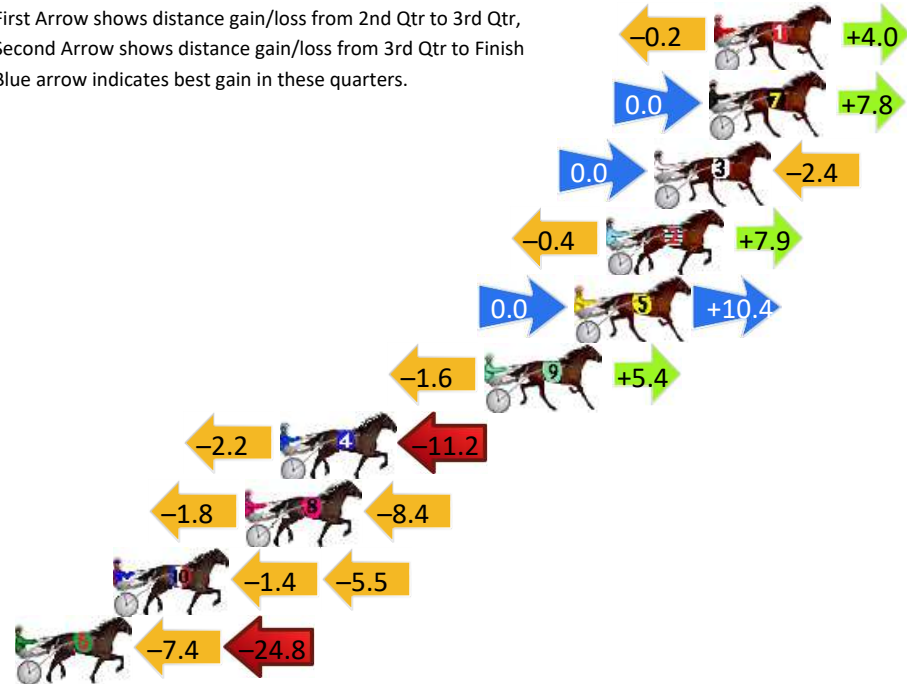 First Arrow shows distance gain/loss from 2nd Qtr to 3rd Qtr,
Second Arrow shows distance gain/loss from 3rd Qtr to Finish
Blue arrow indicates best gain in these quarters.
–0.2 1 +4.0
0.0 7 +7.8
0.0 3 –2.4
–0.4 2 +7.9
0.0 5 +10.4
–1.6 9 +5.4
–2.2 4 –11.2
–1.8 8 –8.4
10 –1.4 –5.5
6 –7.4 –24.8